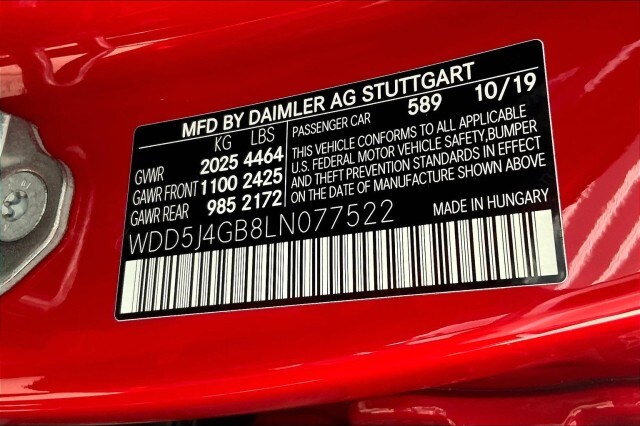 MFD BY DAIMLER AG STUTTGART
KG LBS
GVWR 2025 4464
GAWR FRONT 1100 2425
GAWR REAR 985 2172
PASSENGER CAR 589 10/19
THIS VEHICLE CONFORMS TO ALL APPLICABLE
U.S. FEDERAL MOTOR VEHICLE SAFETY,BUMPER
AND THEFT PREVENTION STANDARDS IN EFFECT
ON THE DATE OF MANUFACTURE SHOWN ABOVE
WDD5J4GB8LN077522
MADE IN HUNGARY